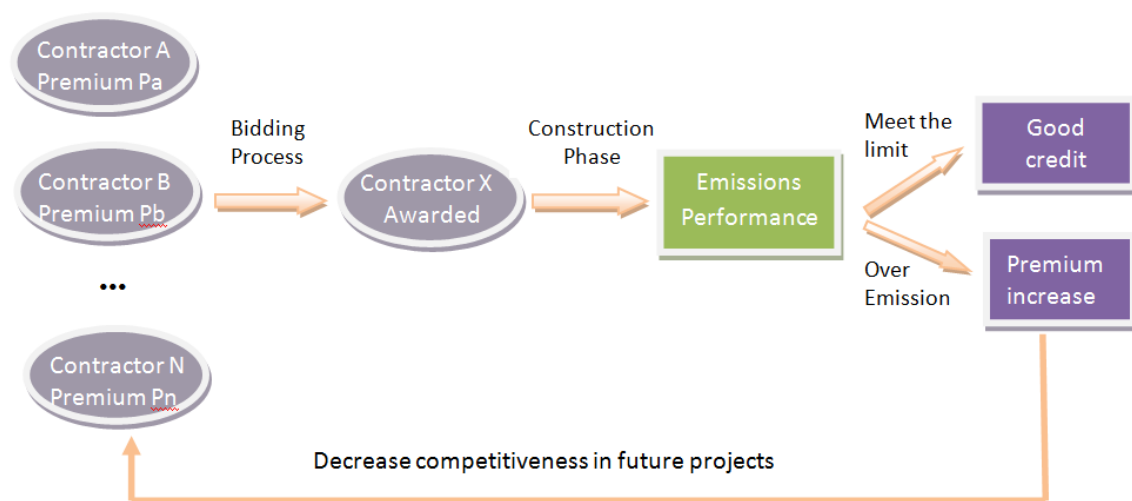 Contractor A
Premium Pa
Contractor B
Premium Pb
...
Contractor N
Premium Pn
Bidding
Process
Contractor X
Awarded
Construction
Phase
Emissions
Performance
Meet the
limit
Over
Emission
Good
credit
Premium
increase
Decrease competitiveness in future projects